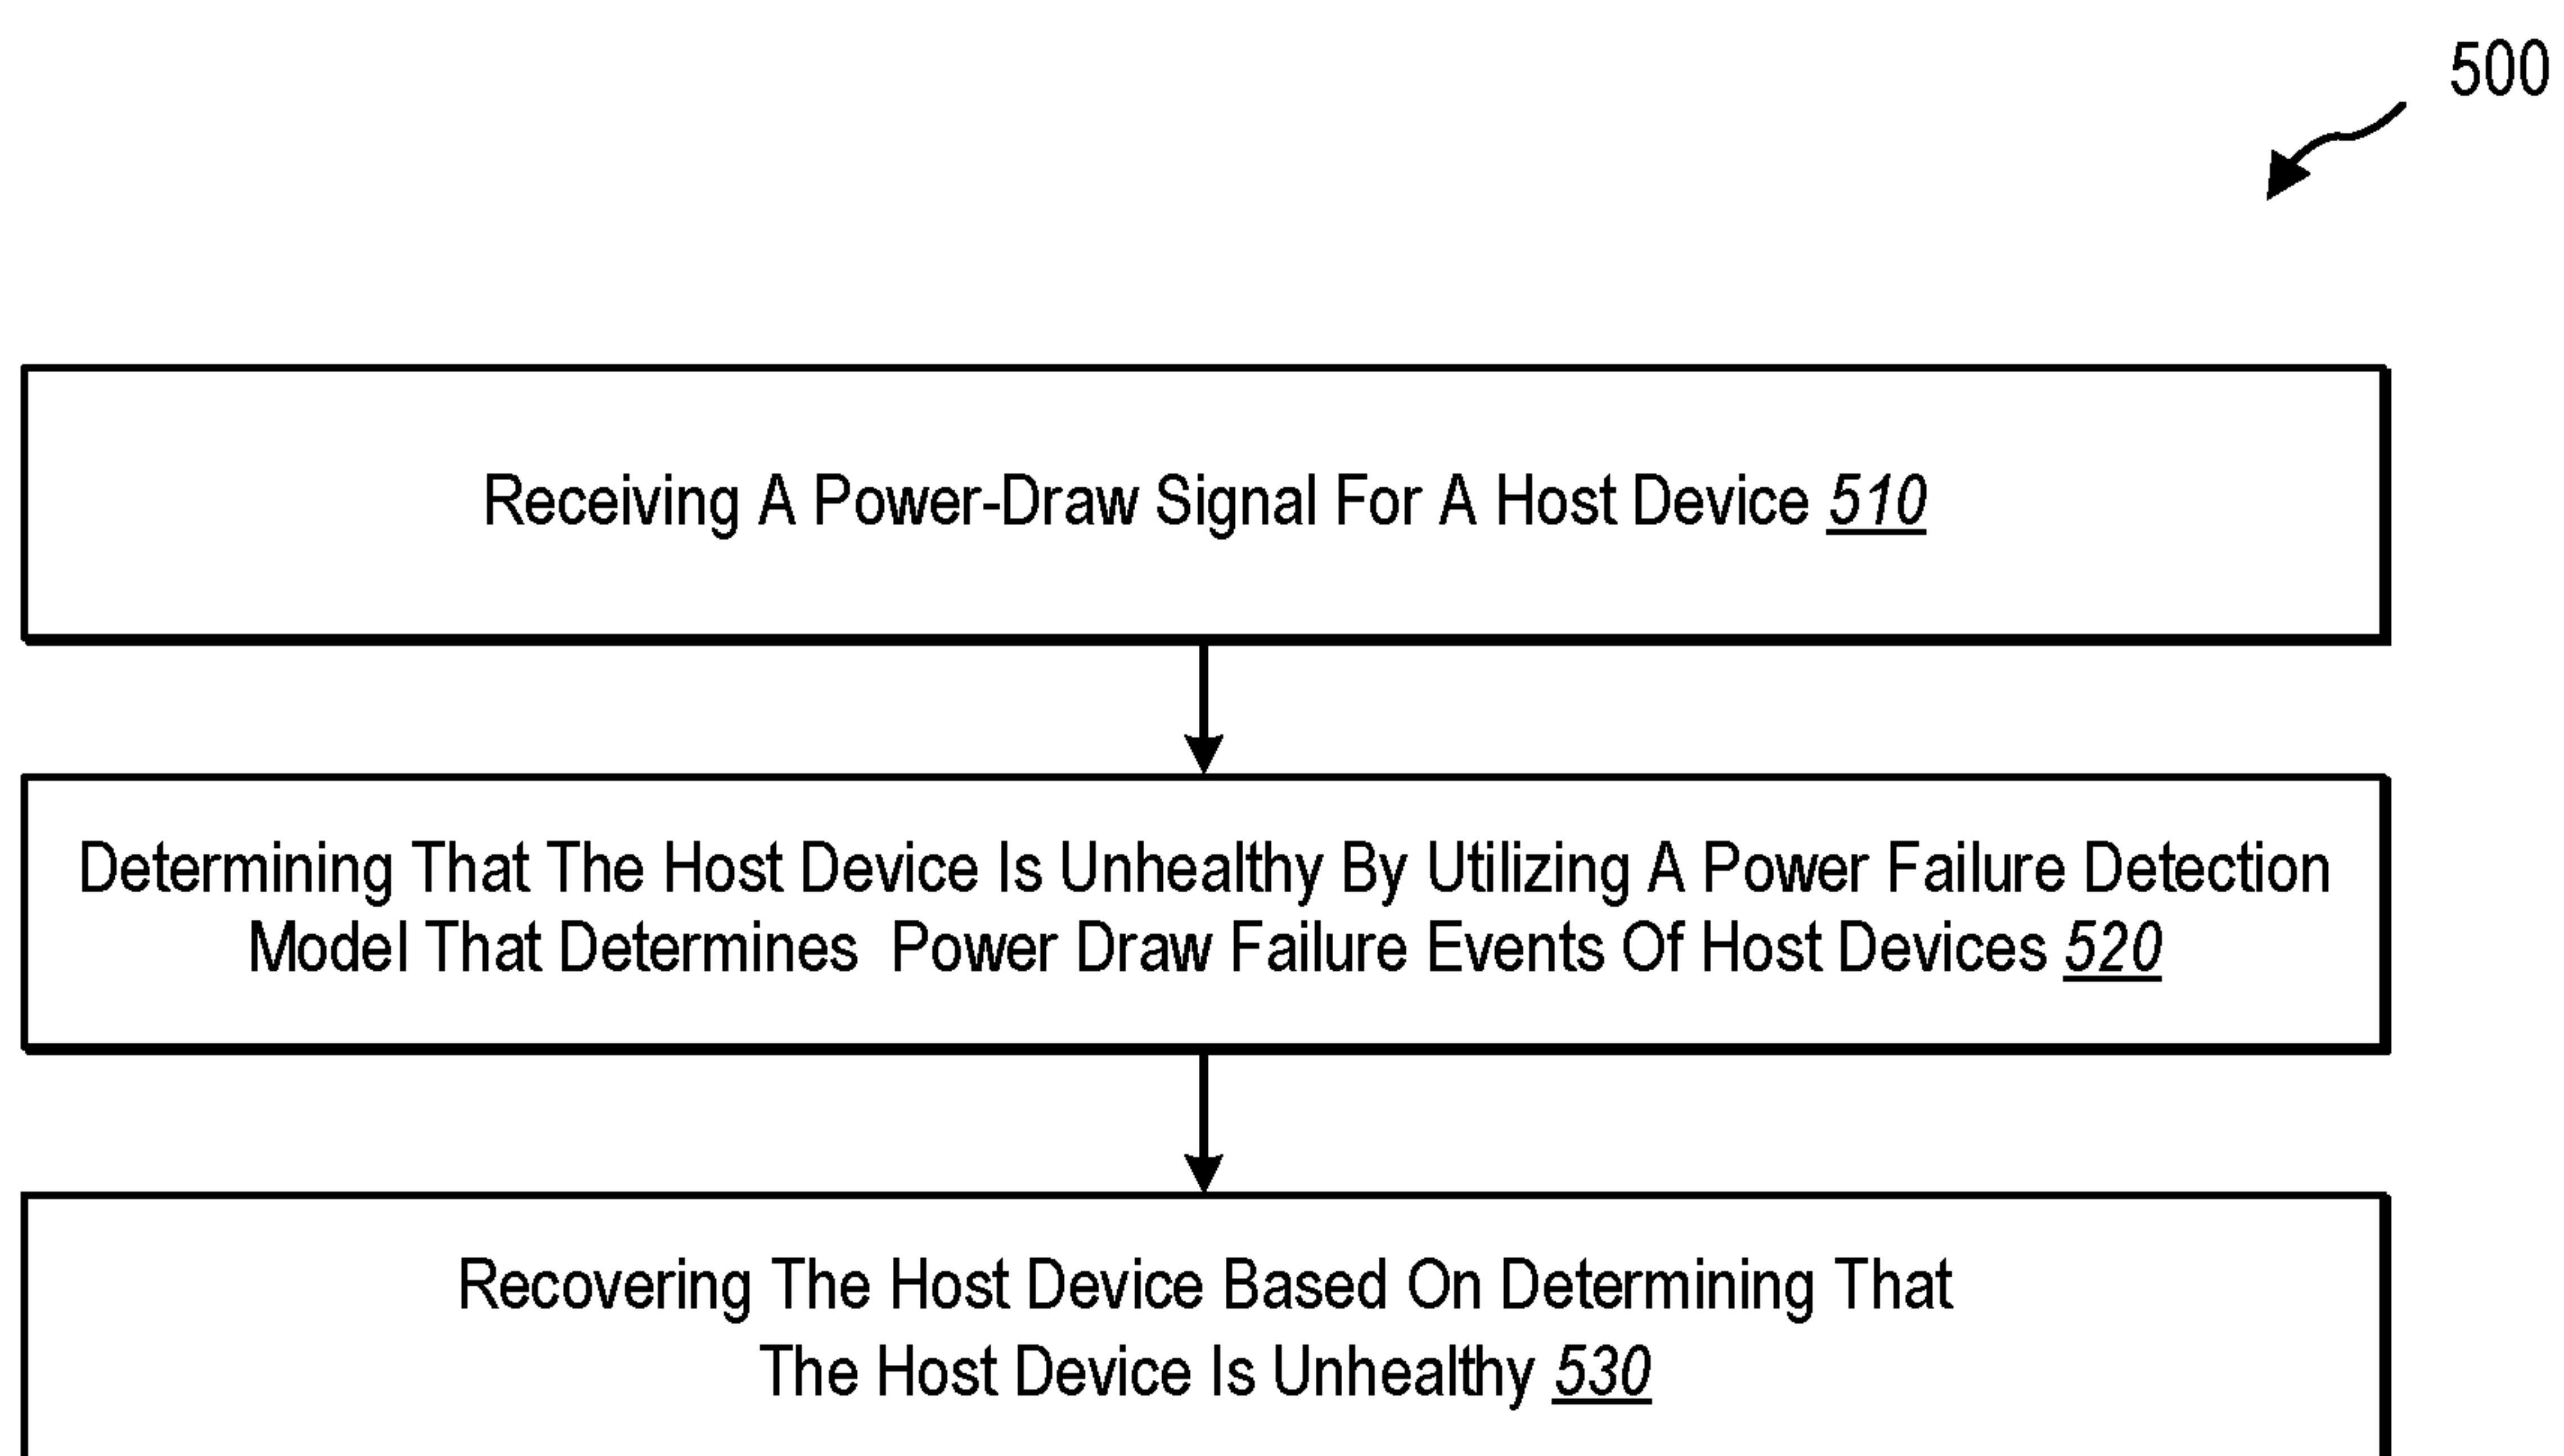 500
Receiving A Power-Draw Signal For A Host Device 510
Determining That The Host Device Is Unhealthy By Utilizing A Power Failure Detection
Model That Determines  Power Draw Failure Events Of Host Devices 520
Recovering The Host Device Based On Determining That
The Host Device Is Unhealthy 530